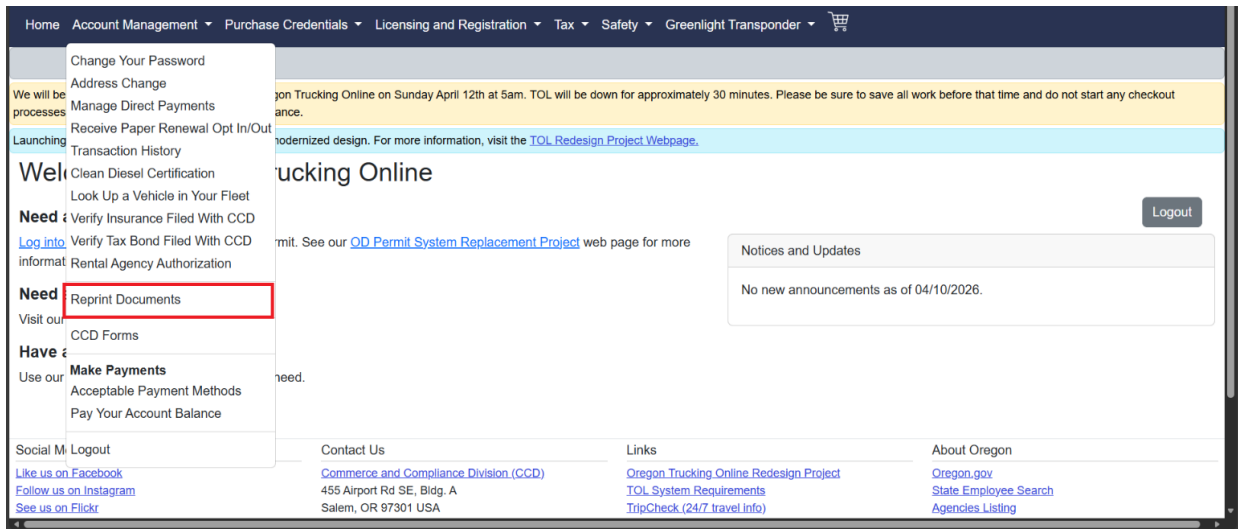 Home Account Management Purchase Credentials Licensing and Registration Tax Safety Greenlight Transponder
Change Your Password
Address Change
Manage Direct Payments
Receive Paper Renewal Opt In/Out
Transaction History
Clean Diesel Certification
Look Up a Vehicle in Your Fleet
Verify Insurance Filed With CCD
Verify Tax Bond Filed With CCD
Rental Agency Authorization
Reprint Documents
CCD Forms
Make Payments
Acceptable Payment Methods
Pay Your Account Balance
Logout
We will be gon Trucking Online on Sunday April 12th at 5am. TOL will be down for approximately 30 minutes. Please be sure to save all work before that time and do not start any checkout
processes ance.
Launching modernized design. For more information, visit the TOL Redesign Project Webpage.
Wel ucking Online
Logout
Need a
Log into rmit. See our OD Permit System Replacement Project web page for more
informat
Notices and Updates
No new announcements as of 04/10/2026.
Need
Visit our
Have a
Use our need.
Social M
Like us on Facebook
Follow us on Instagram
See us on Flickr
Contact Us
Commerce and Compliance Division (CCD)
455 Airport Rd SE, Bldg. A
Salem, OR 97301 USA
Links
Oregon Trucking Online Redesign Project
TOL System Requirements
TripCheck (24/7 travel info)
About Oregon
Oregon.gov
State Employee Search
Agencies Listing